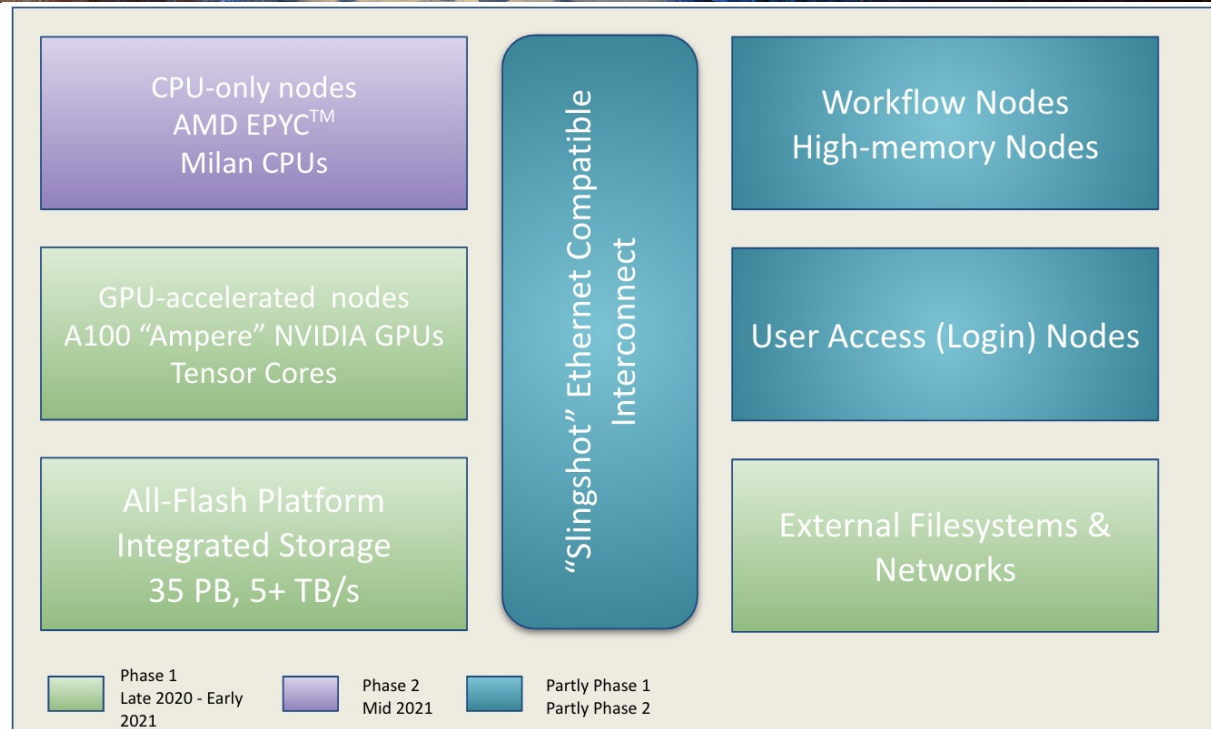 CPU-only nodes
AMD EPYC™
Milan CPUs
GPU-accelerated nodes
A100 “Ampere” NVIDIA GPUs
Tensor Cores
All-Flash Platform
Integrated Storage
35 PB, 5+ TB/s
“Slingshot” Ethernet Compatible
Interconnect
Workflow Nodes
High-memory Nodes
User Access (Login) Nodes
External Filesystems &
Networks
Phase 1
Late 2020 - Early
2021
Phase 2
Mid 2021
Partly Phase 1
Partly Phase 2